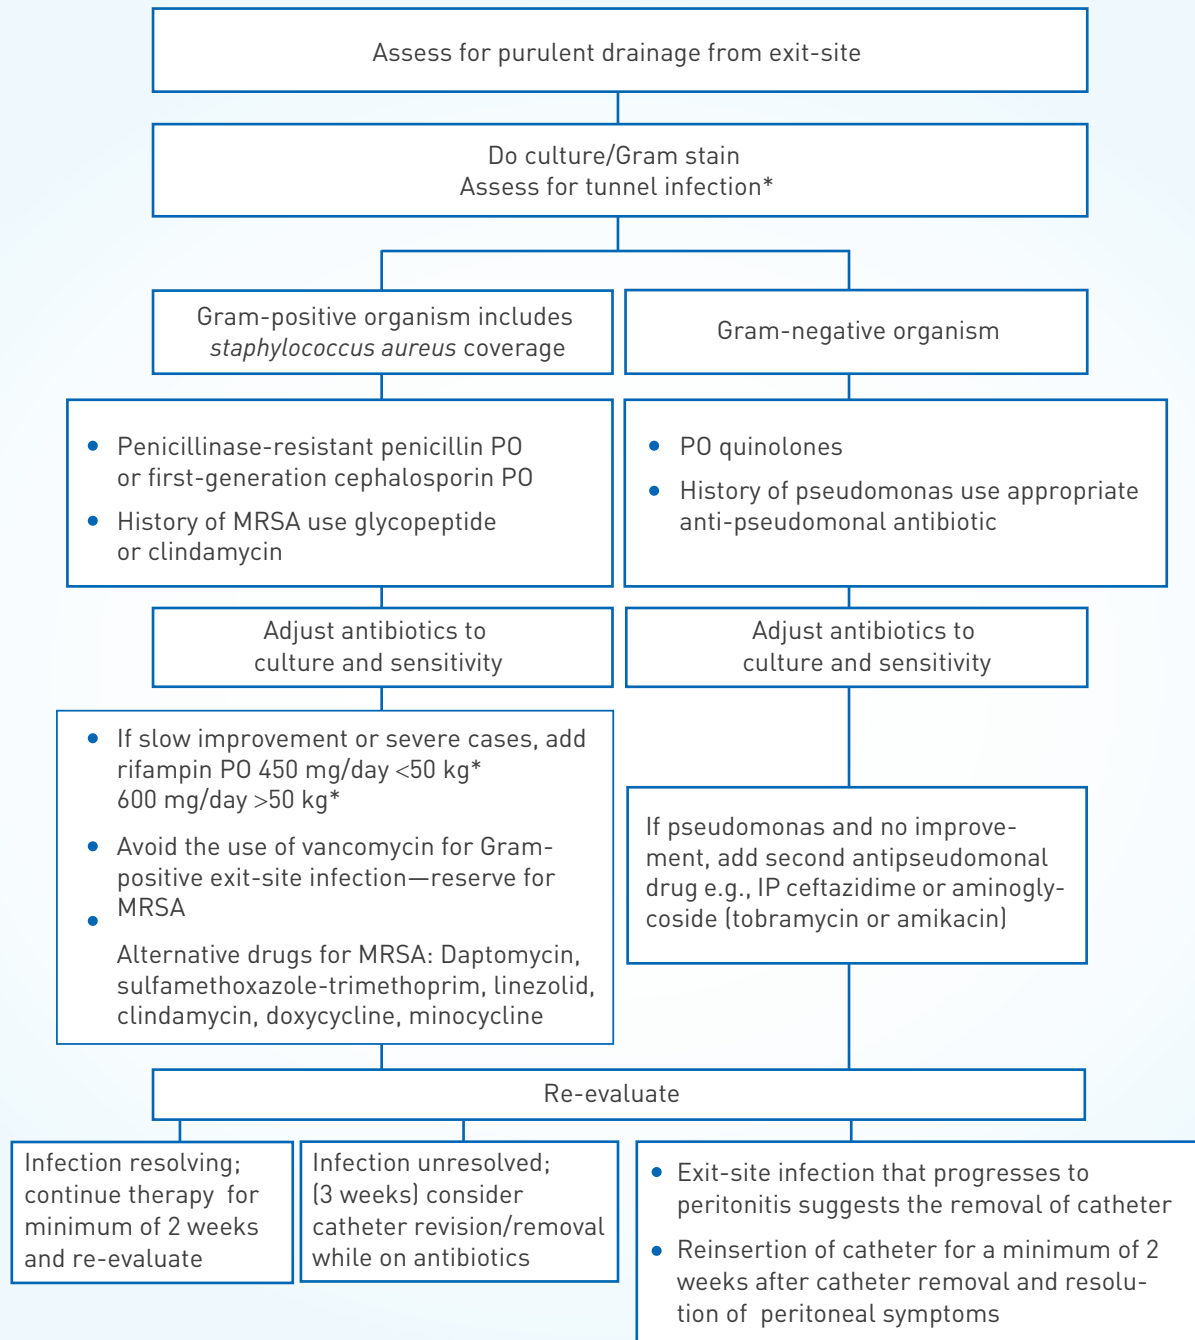 Assess for purulent drainage from exit-site
Do culture/Gram stain
Assess for tunnel infection*
Gram-positive organism includes
staphylococcus aureus coverage
Gram-negative organism
• Penicillinase-resistant penicillin PO
or first-generation cephalosporin PO
• History of MRSA use glycopeptide
or clindamycin
• PO quinolones
• History of pseudomonas use appropriate
anti-pseudomonal antibiotic
Adjust antibiotics to
culture and sensitivity
Adjust antibiotics to
culture and sensitivity
• If slow improvement or severe cases, add
rifampin PO 450 mg/day <50 kg*
600 mg/day >50 kg*
• Avoid the use of vancomycin for Gram-
positive exit-site infection—reserve for
MRSA
•
Alternative drugs for MRSA: Daptomycin,
sulfamethoxazole-trimethoprim, linezolid,
clindamycin, doxycycline, minocycline
If pseudomonas and no improve-
ment, add second antipseudomonal
drug e.g., IP ceftazidime or aminogly-
coside (tobramycin or amikacin)
Re-evaluate
Infection resolving;
continue therapy for
minimum of 2 weeks
and re-evaluate
Infection unresolved;
(3 weeks) consider
catheter revision/removal
while on antibiotics
• Exit-site infection that progresses to
peritonitis suggests the removal of catheter
• Reinsertion of catheter for a minimum of 2
weeks after catheter removal and resolu-
tion of peritoneal symptoms